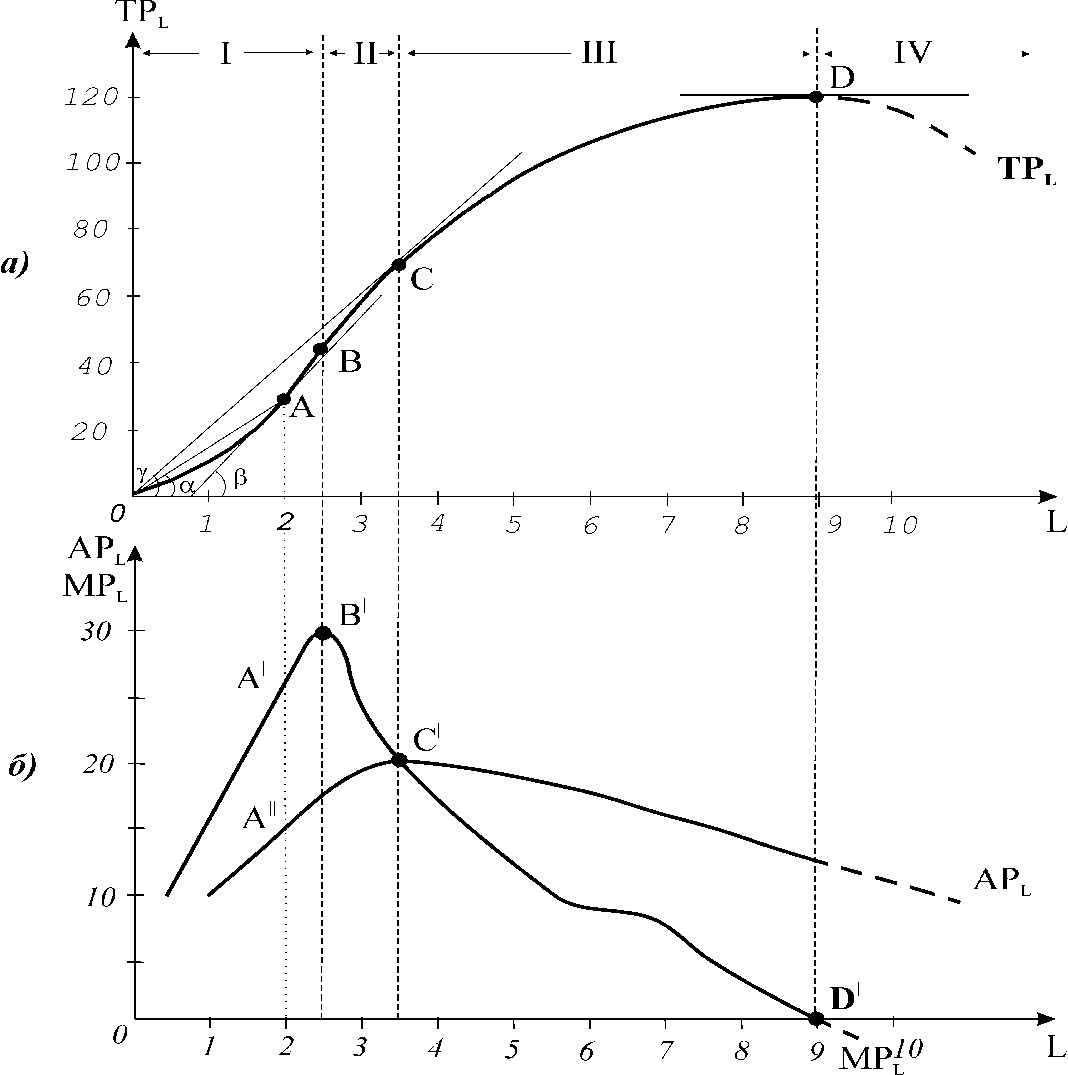 TPL
I II III IV
120
D
100
TPL
80
а)
C
60
B
40
A
20
γ α β
0 1 2 3 4 5 6 7 8 9 10 L
APL
MPL
30
B|
A|
C|
20
б)
A||
10
APL
D|
0 1 2 3 4 5 6 7 8 9 10 L
MPL